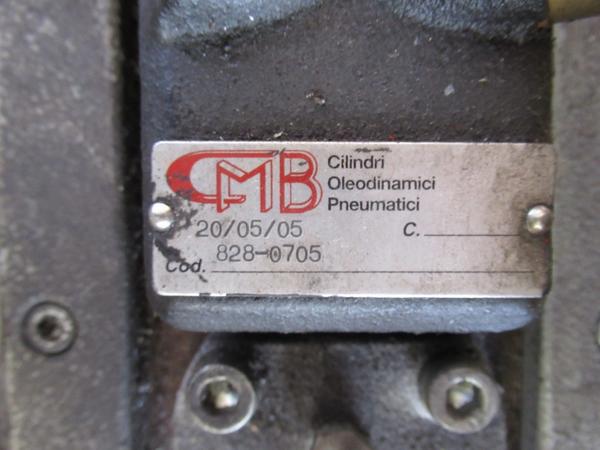 CMB
Cilindri
Oleodinamici
Pneumatici
20/05/05 C.
828-0705
Cod.